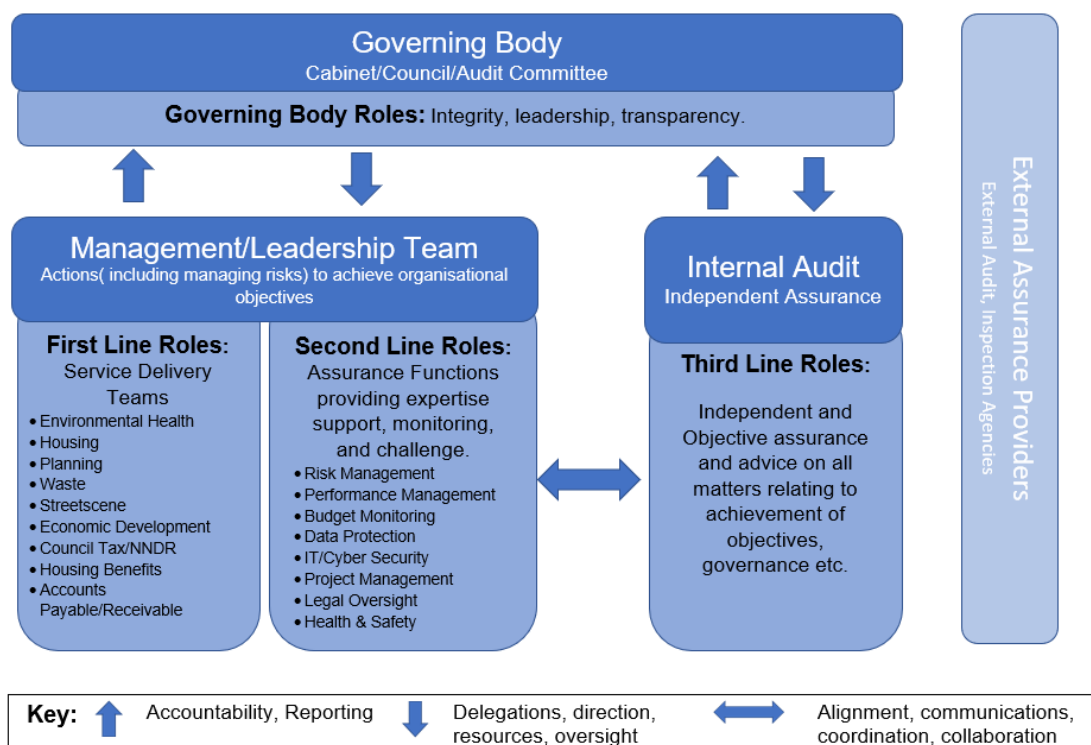 Governing Body
Cabinet/Council/Audit Committee
Governing Body Roles: Integrity, leadership, transparency.
Management/Leadership Team
Actions( including managing risks) to achieve organisational
objectives
First Line Roles:
Service Delivery
Teams
• Environmental Health
• Housing
• Planning
• Waste
• Streetscene
• Economic Development
• Council Tax/NNDR
• Housing Benefits
• Accounts
Payable/Receivable
Second Line Roles:
Assurance Functions
providing expertise
support, monitoring,
and challenge.
• Risk Management
• Performance Management
• Budget Monitoring
• Data Protection
• IT/Cyber Security
• Project Management
• Legal Oversight
• Health & Safety
Internal Audit
Independent Assurance
Third Line Roles:
Independent and
Objective assurance
and advice on all
matters relating to
achievement of
objectives,
governance etc.
External Assurance Providers
External Audit, Inspection Agencies
Key:
Accountability, Reporting
Delegations, direction,
resources, oversight
Alignment, communications,
coordination, collaboration